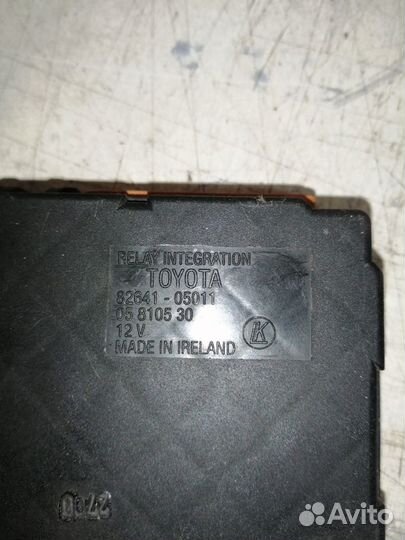 RELAY INTEGRATION
TOYOTA
82641 - 05011
05 8105 30
12 V
MADE IN IRELAND
K
Avito